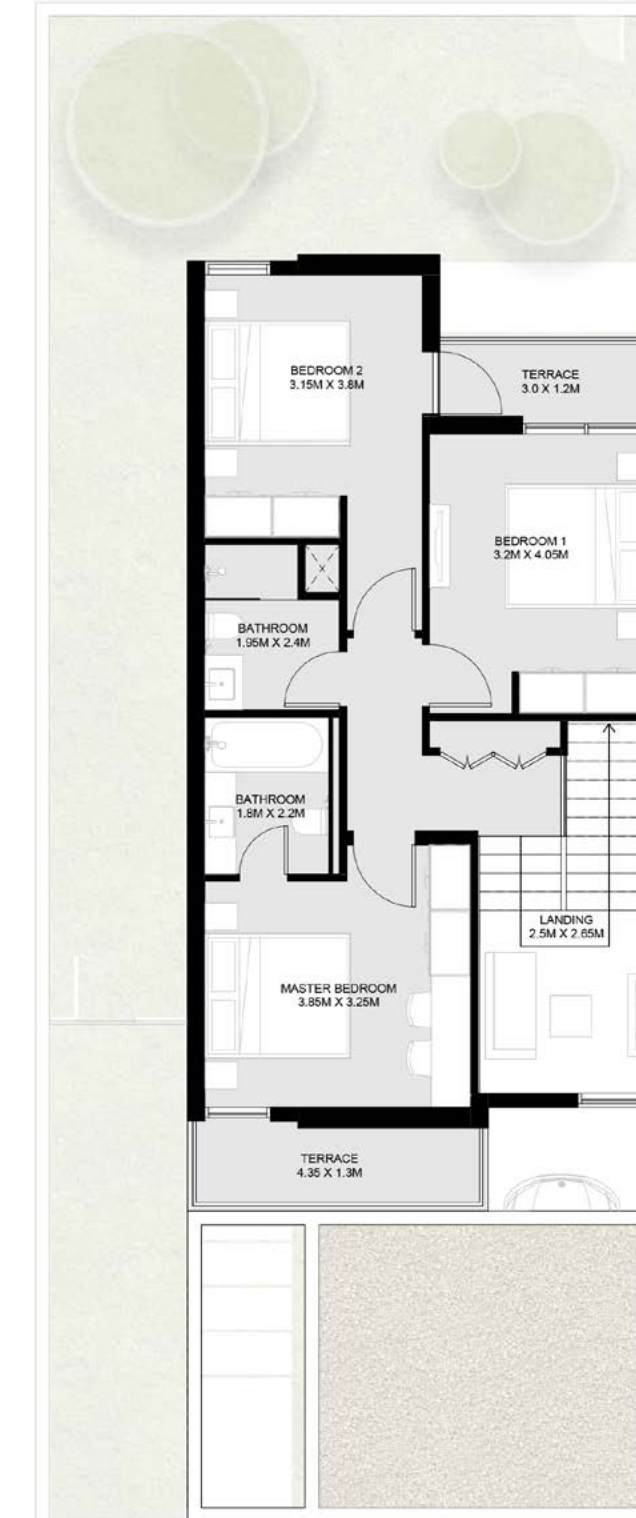 BEDROOM 2
3.15M X 3.8M
TERRACE
3.0 X 1.2M
BEDROOM 1
3.2M X 4.05M
X
BATHROOM
1.95M X 2.4M
BATHROOM
1.8M X 2.2M
LANDING
2.5M X 2.65M
MASTER BEDROOM
3.85M X 3.25M
TERRACE
4.35 X 1.3M